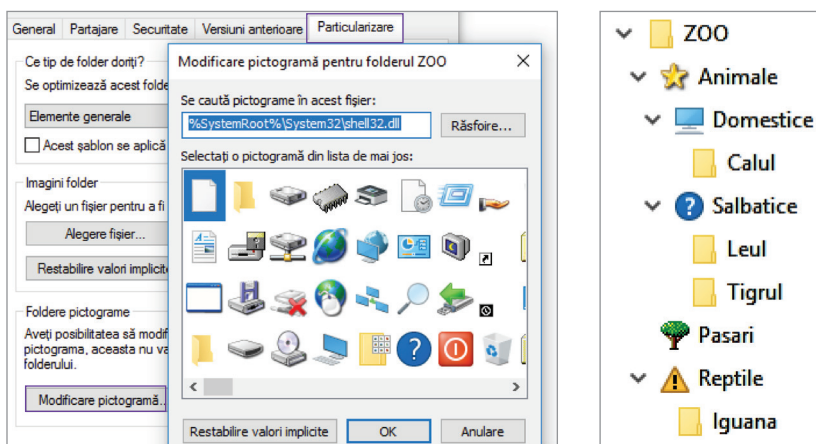 General Partajare Securitate Versiuni anterioare Particularizare
Ce tip de folder doriți?
Se optimizează acest folde
Elemente generale
Acest șablon se aplică
Imagini folder
Alegeți un fișier pentru a fi
Alegere fișier...
Restabilire valori implicite
Foldere pictograme
Aveți posibilitatea să modif
pictograma, aceasta nu va
folderului.
Modificare pictogramă..
Modificare pictogramă pentru folderul ZOO
Se caută pictograme în acest fișier:
%SystemRoot%\System32\shell32.dll
Răsfoire...
Selectați o pictogramă din lista de mai jos:
Restabilire valori implicite OK Anulare
ZOO
Animale
Domestice
Calul
Salbatice
Leul
Tigrul
Pasari
Reptile
Iguana